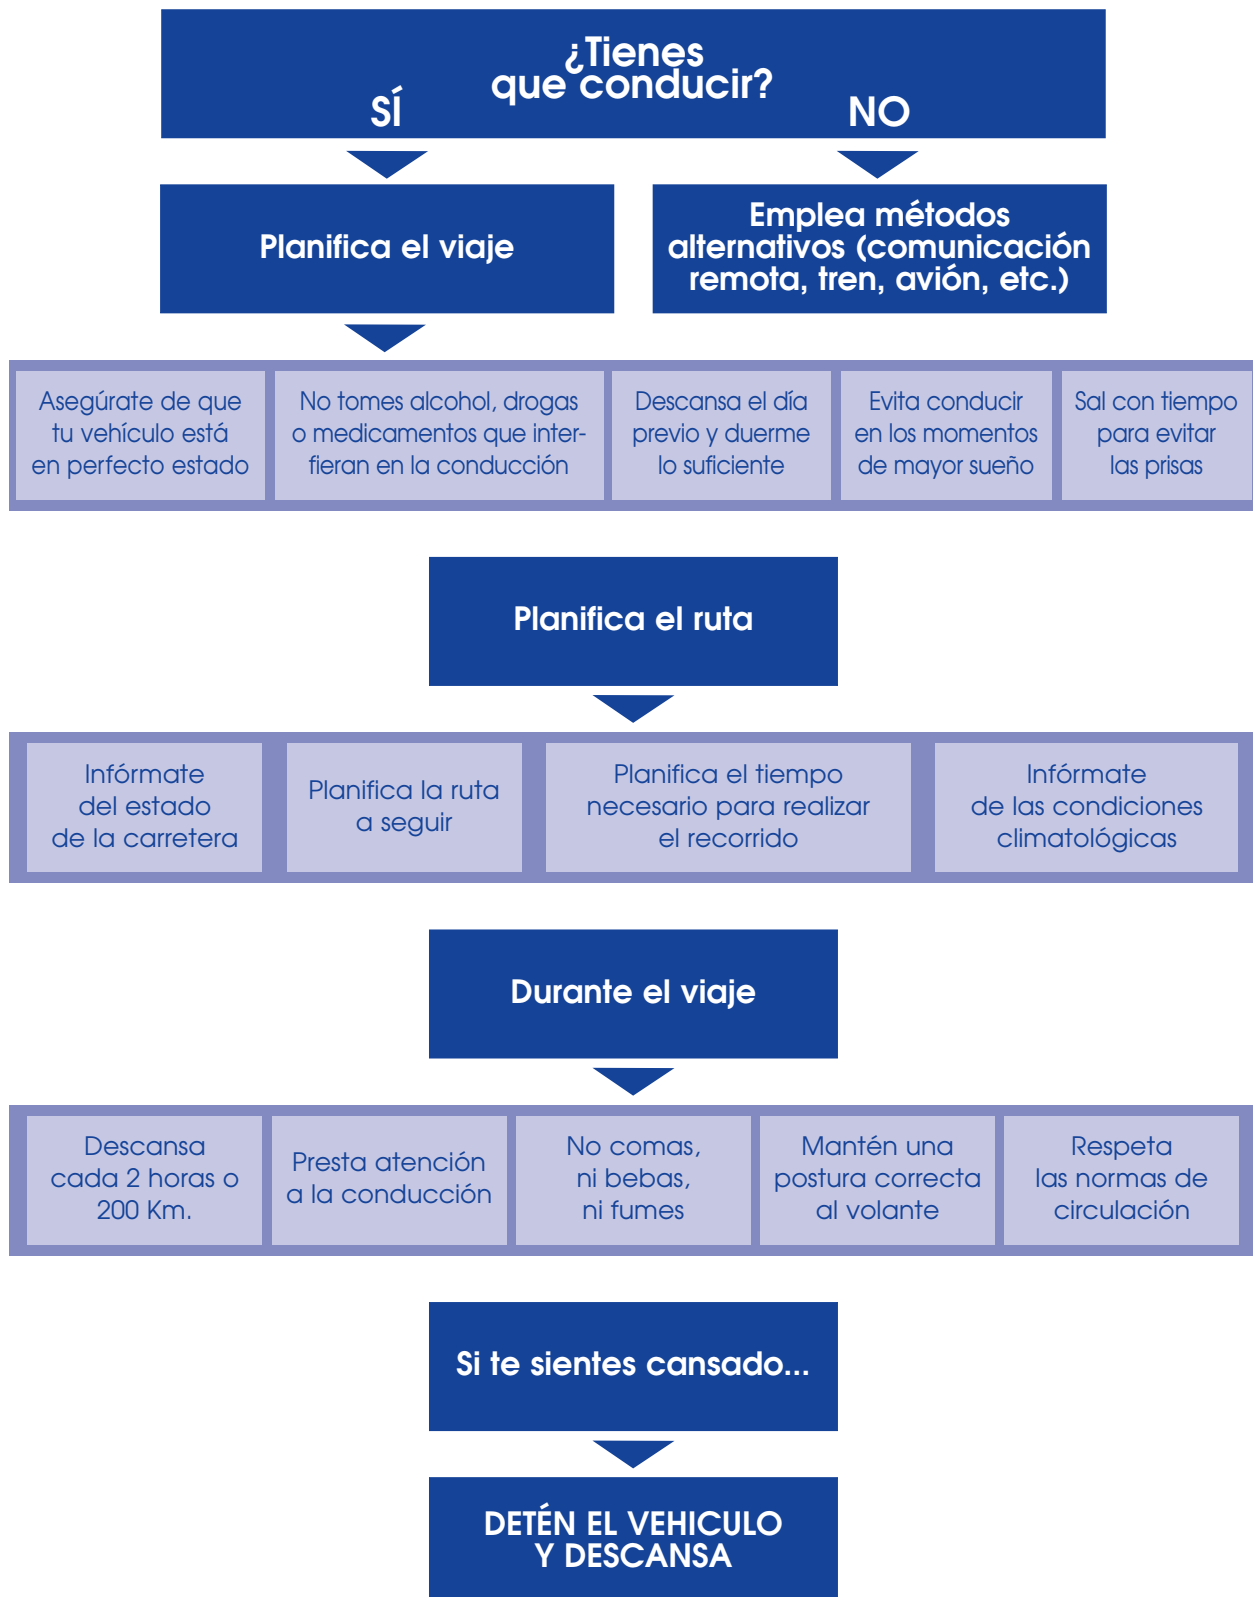 ¿Tienes
que conducir?
SÍ
NO
Planifica el viaje
Emplea métodos
alternativos (comunicación
remota, tren, avión, etc.)
Asegúrate de que
tu vehículo está
en perfecto estado
No tomes alcohol, drogas
o medicamentos que inter-
fieran en la conducción
Descansa el día
previo y duerme
lo suficiente
Evita conducir
en los momentos
de mayor sueño
Sal con tiempo
para evitar
las prisas
Planifica el ruta
Infórmate
del estado
de la carretera
Planifica la ruta
a seguir
Planifica el tiempo
necesario para realizar
el recorrido
Infórmate
de las condiciones
climatológicas
Durante el viaje
Descansa
cada 2 horas o
200 Km.
Presta atención
a la conducción
No comas,
ni bebas,
ni fumes
Mantén una
postura correcta
al volante
Respeta
las normas de
circulación
Si te sientes cansado...
DETÉN EL VEHICULO
Y DESCANSA